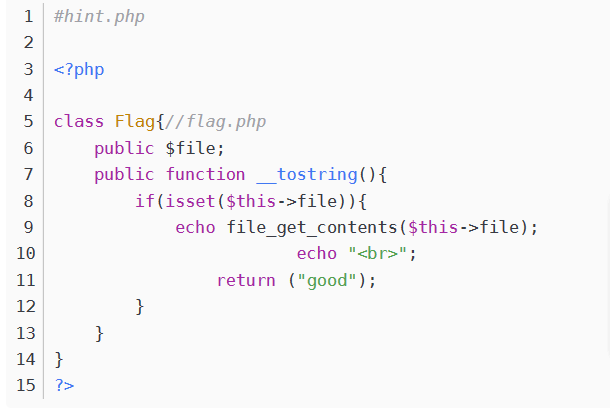 1 #hint.php
2
3 <?php
4
5 class Flag{//flag.php
6     public $file;
7     public function __tostring(){
8         if(isset($this->file)){
9             echo file_get_contents($this->file);
10                         echo "<br>";
11                 return ("good");
12         }
13     }
14 }
15 ?>